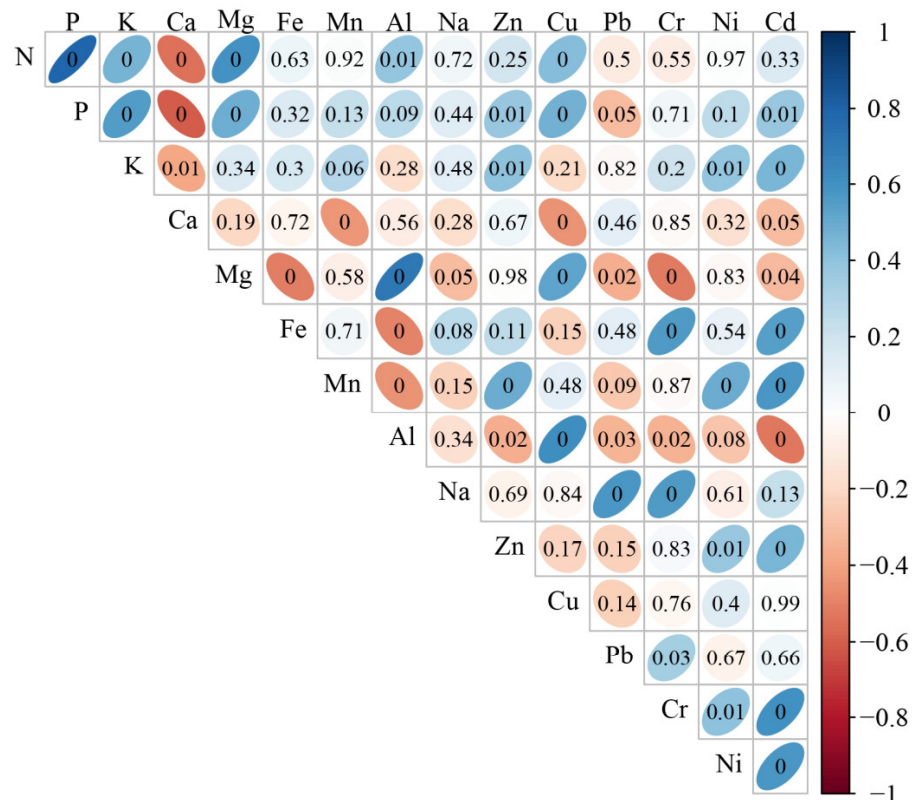 P K Ca Mg Fe Mn Al Na Zn Cu Pb Cr Ni Cd
N 0 0 0 0 0.63 0.92 0.01 0.72 0.25 0 0.5 0.55 0.97 0.33
P 0 0 0 0.32 0.13 0.09 0.44 0.01 0 0.05 0.71 0.1 0.01
K 0.01 0.34 0.3 0.06 0.28 0.48 0.01 0.21 0.82 0.2 0.01 0
Ca 0.19 0.72 0 0.56 0.28 0.67 0 0.46 0.85 0.32 0.05
Mg 0 0.58 0 0.05 0.98 0 0.02 0 0.83 0.04
Fe 0.71 0 0.08 0.11 0.15 0.48 0 0.54 0
Mn 0 0.15 0 0.48 0.09 0.87 0 0
Al 0.34 0.02 0 0.03 0.02 0.08 0
Na 0.69 0.84 0 0 0.61 0.13
Zn 0.17 0.15 0.83 0.01 0
Cu 0.14 0.76 0.4 0.99
Pb 0.03 0.67 0.66
Cr 0.01 0
Ni 0
1
0.8
0.6
0.4
0.2
0
−0.2
−0.4
−0.6
−0.8
−1